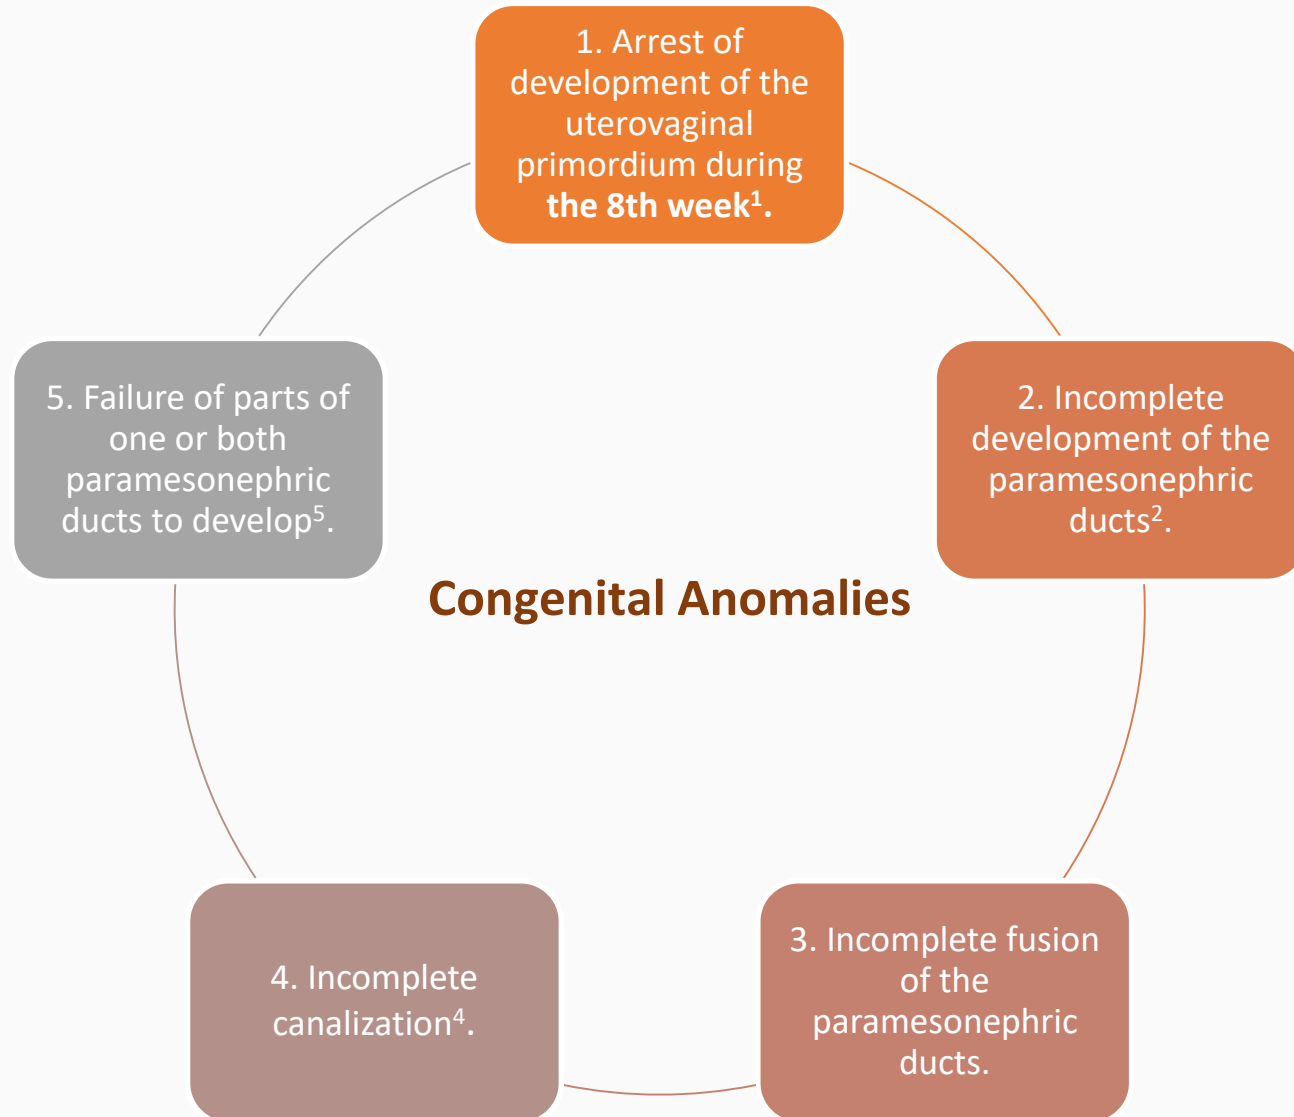 1. Arrest of
development of the
uterovaginal
primordium during
the 8th week¹.
2. Incomplete
development of the
paramesonephric
ducts².
3. Incomplete fusion
of the
paramesonephric
ducts.
4. Incomplete
canalization⁴.
5. Failure of parts of
one or both
paramesonephric
ducts to develop⁵.
Congenital Anomalies